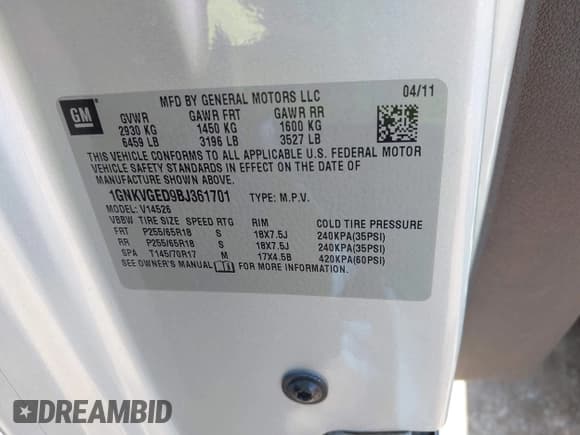 GM
MFD BY GENERAL MOTORS LLC 04/11
GVWR GAWR FRT GAWR RR
2930 KG 1450 KG 1600 KG
6459 LB 3196 LB 3527 LB
THIS VEHICLE CONFORMS TO ALL APPLICABLE U.S. FEDERAL MOTOR
VEHICLE SAFETY STANDARDS IN EFFECT ON THE DATE OF
MANUFACTURE SHOWN ABOVE.
1GNKVGED9BJ361701 TYPE: M.P.V.
MODEL: V14526
VBBW TIRE SIZE SPEED RTG RIM COLD TIRE PRESSURE
FRT P255/65R18 S 18X7.5J 240KPA(35PSI)
RR P255/65R18 S 18X7.5J 240KPA(35PSI)
SPA T145/70R17 M 17X4.5B 420KPA(60PSI)
SEE OWNER'S MANUAL FOR MORE INFORMATION.
DREAMBID